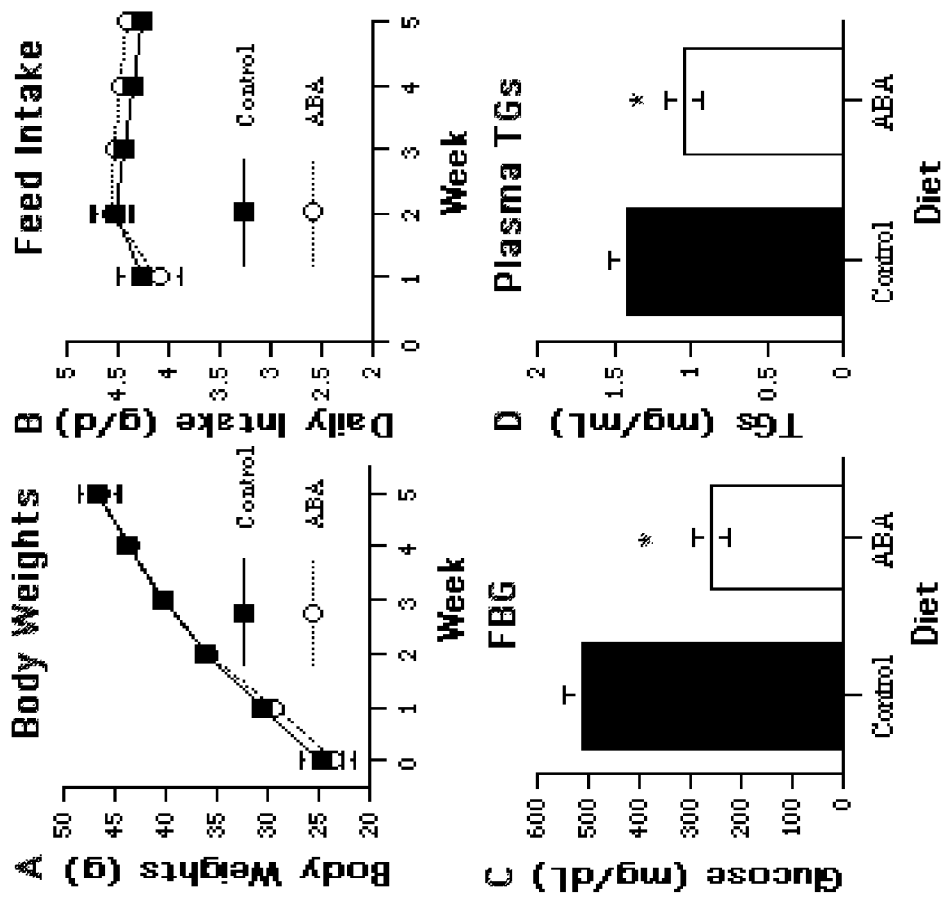 A
Body Weights
Body Weights (g)
50
45
40
35
30
25
20
0 1 2 3 4 5
Week
Control
ABA
B
Feed Intake
Daily Intake (g/d)
5
4.5
4
3.5
3
2.5
2
0 1 2 3 4 5
Week
Control
ABA
C
FBG
Glucose (mg/dL)
600
500
400
300
200
100
0
*
Control ABA
Diet
D
Plasma TGs
TGs (mg/mL)
2
1.5
1
0.5
0
*
Control ABA
Diet